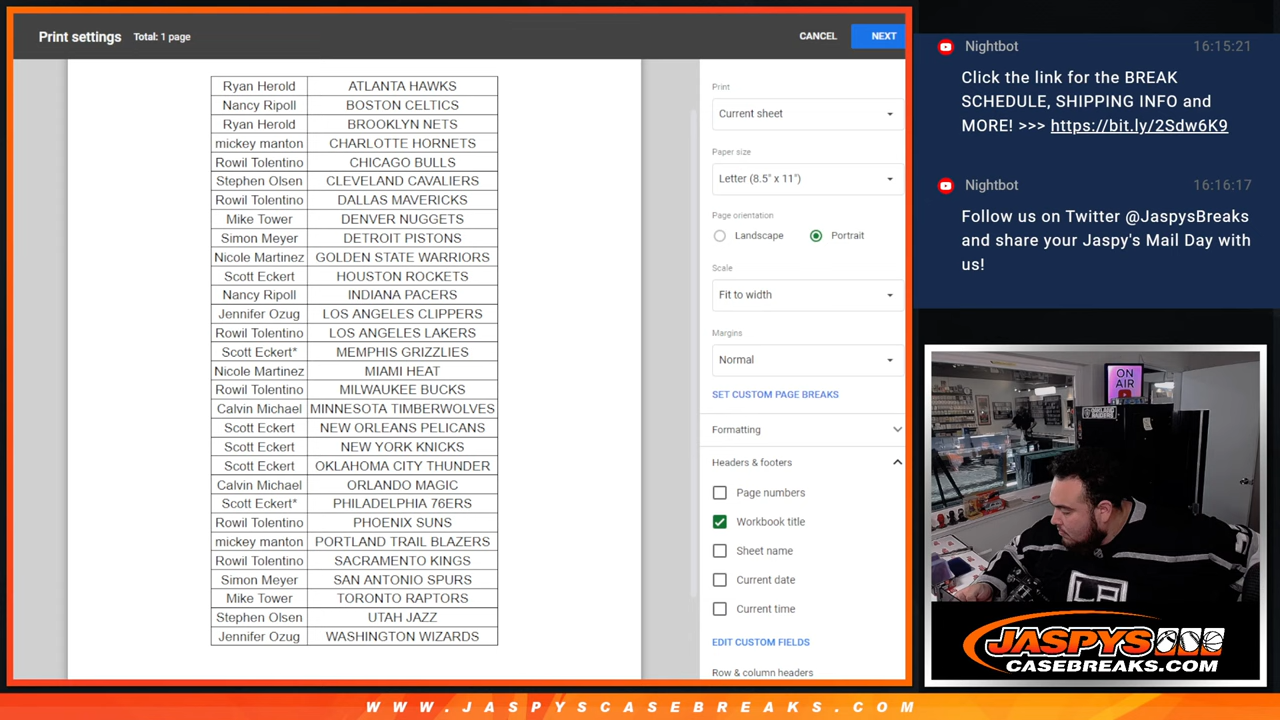 Print settings Total: 1 page
CANCEL NEXT
Ryan Herold ATLANTA HAWKS
Nancy Ripoll BOSTON CELTICS
Ryan Herold BROOKLYN NETS
mickey manton CHARLOTTE HORNETS
Rowil Tolentino CHICAGO BULLS
Stephen Olsen CLEVELAND CAVALIERS
Rowil Tolentino DALLAS MAVERICKS
Mike Tower DENVER NUGGETS
Simon Meyer DETROIT PISTONS
Nicole Martinez GOLDEN STATE WARRIORS
Scott Eckert HOUSTON ROCKETS
Nancy Ripoll INDIANA PACERS
Jennifer Ozug LOS ANGELES CLIPPERS
Rowil Tolentino LOS ANGELES LAKERS
Scott Eckert* MEMPHIS GRIZZLIES
Nicole Martinez MIAMI HEAT
Rowil Tolentino MILWAUKEE BUCKS
Calvin Michael MINNESOTA TIMBERWOLVES
Scott Eckert NEW ORLEANS PELICANS
Scott Eckert NEW YORK KNICKS
Scott Eckert OKLAHOMA CITY THUNDER
Calvin Michael ORLANDO MAGIC
Scott Eckert* PHILADELPHIA 76ERS
Rowil Tolentino PHOENIX SUNS
mickey manton PORTLAND TRAIL BLAZERS
Rowil Tolentino SACRAMENTO KINGS
Simon Meyer SAN ANTONIO SPURS
Mike Tower TORONTO RAPTORS
Stephen Olsen UTAH JAZZ
Jennifer Ozug WASHINGTON WIZARDS
Print
Current sheet
Paper size
Letter (8.5" x 11")
Page orientation
Landscape Portrait
Scale
Fit to width
Margins
Normal
SET CUSTOM PAGE BREAKS
Formatting
Headers & footers
Page numbers
Workbook title
Sheet name
Current date
Current time
EDIT CUSTOM FIELDS
Row & column headers
Nightbot 16:15:21
Click the link for the BREAK
SCHEDULE, SHIPPING INFO and
MORE! >>> https://bit.ly/2Sdw6K9
Nightbot 16:16:17
Follow us on Twitter @JaspysBreaks
and share your Jaspy's Mail Day with
us!
ON
AIR
LA
JASPYS
CASEBREAKS.COM
WWW.JASPYSCASEBREAKS.COM